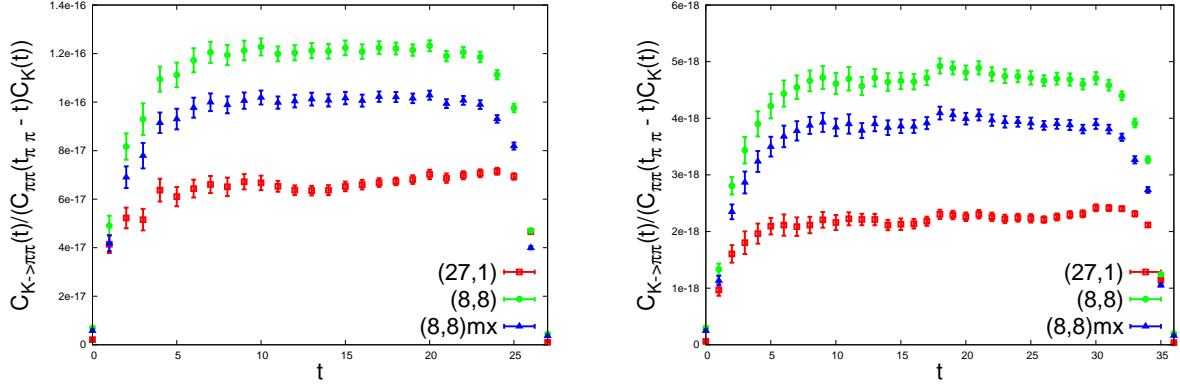 1.4e-16
1.2e-16
1e-16
8e-17
6e-17
4e-17
2e-17
0
0 5 10 15 20 25
t
C_{K->ππ}(t)/(C_{ππ}(t_{ππ} - t)C_K(t))
(27,1)
(8,8)
(8,8)mx
6e-18
5e-18
4e-18
3e-18
2e-18
1e-18
0
0 5 10 15 20 25 30 35
t
C_{K->ππ}(t)/(C_{ππ}(t_{ππ} - t)C_K(t))
(27,1)
(8,8)
(8,8)mx